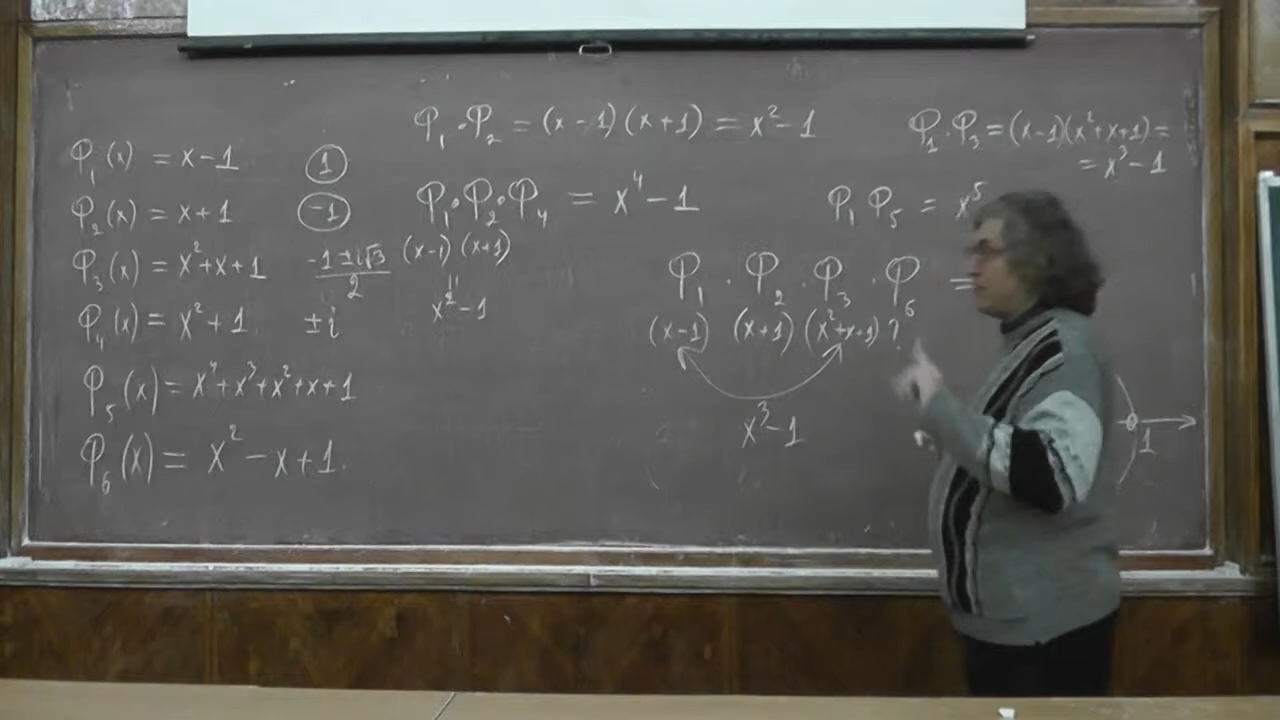 φ₁(x) = x-1 (1)
φ₂(x) = x+1 (-1)
φ₃(x) = x²+x+1 (-1±i√3)/2
φ₄(x) = x²+1 ±i
φ₅(x) = x⁴+x³+x²+x+1
φ₆(x) = x²-x+1.
φ₁·φ₂ = (x-1)(x+1) = x²-1
φ₁·φ₂·φ₄ = x⁴-1
(x-1) (x+1)
"
x²-1
φ₁·φ₃ = (x-1)(x²+x+1) =
= x³-1
φ₁ φ₅ = x⁵
φ₁ · φ₂ · φ₃ · φ₆ =
(x-1) (x+1) (x²+x+1) ?
x³-1
1